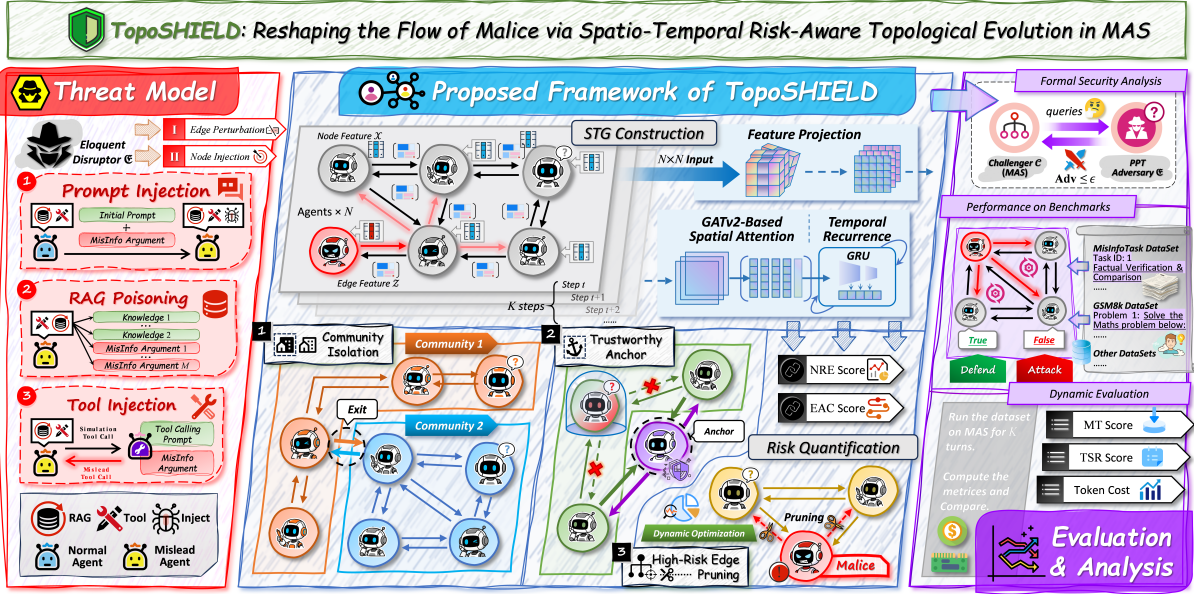 TopoSHIELD: Reshaping the Flow of Malice via Spatio-Temporal Risk-Aware Topological Evolution in MAS
Threat Model
Eloquent
Disruptor 𝕰
I Edge Perturbation
II Node Injection
1
Prompt Injection
Initial Prompt
+
MisInfo Argument
2
RAG Poisoning
Knowledge 1
...
Knowledge 2
MisInfo Argument 1
...
MisInfo Argument M
3
Tool Injection
Simulation
Tool Call
Mislead
Tool Call
Tool Calling
Prompt
MisInfo
Argument
RAG
Tool
Inject
Normal
Agent
Mislead
Agent
Proposed Framework of TopoSHIELD
STG Construction
Node Feature 𝒳
?
Agents × N
Edge Feature Z
K steps
Step t
Step t+1
Step t+2
......
N×N Input
Feature Projection
GATv2-Based
Spatial Attention
Temporal
Recurrence
GRU
1
Community
Isolation
Community 1
?
Exit
Community 2
?
2
Trustworthy
Anchor
?
Anchor
NRE Score
EAC Score
Risk Quantification
?
Dynamic Optimization
Pruning
3
High-Risk Edge
Pruning
Malice
Formal Security Analysis
queries
?
Challenger 𝒞
(MAS)
Adv ≤ ϵ
PPT
Adversary 𝕰
Performance on Benchmarks
True
False
Defend
Attack
MisInfoTask DataSet
Task ID: 1
Factual Verification &
Comparison
......
GSM8k DataSet
Problem 1: Solve the
Maths problem below:
......
Other DataSets
......
Dynamic Evaluation
Run the dataset
on MAS for K
turns.
Compute the
metrices and
Compare.
MT Score
TSR Score
Token Cost
$
Evaluation
& Analysis